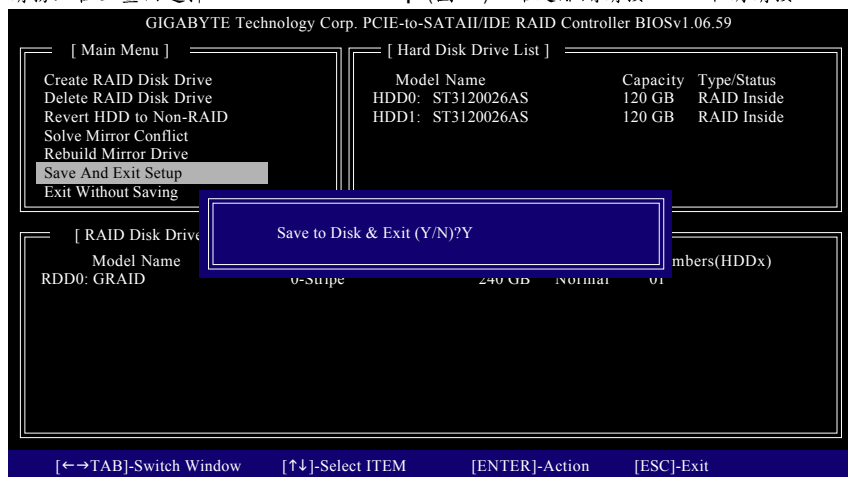 GIGABYTE Technology Corp. PCIE-to-SATAII/IDE RAID Controller BIOSv1.06.59
[ Main Menu ]
Create RAID Disk Drive
Delete RAID Disk Drive
Revert HDD to Non-RAID
Solve Mirror Conflict
Rebuild Mirror Drive
Save And Exit Setup
Exit Without Saving
[ Hard Disk Drive List ]
Model Name Capacity Type/Status
HDD0: ST3120026AS 120 GB RAID Inside
HDD1: ST3120026AS 120 GB RAID Inside
Save to Disk & Exit (Y/N)?Y
[ RAID Disk Drive
Model Name mbers(HDDx)
RDD0: GRAID 0-Stripe 240 GB Normal 01
[←→TAB]-Switch Window [↑↓]-Select ITEM [ENTER]-Action [ESC]-Exit